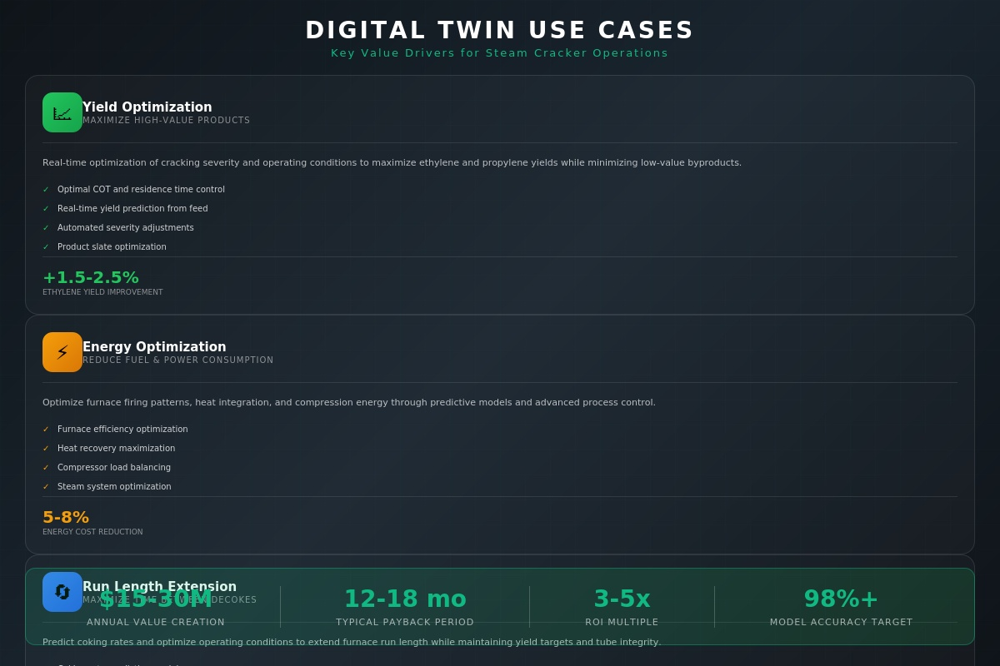 DIGITAL TWIN USE CASES
Key Value Drivers for Steam Cracker Operations
Yield Optimization
MAXIMIZE HIGH-VALUE PRODUCTS
Real-time optimization of cracking severity and operating conditions to maximize ethylene and propylene yields while minimizing low-value byproducts.
✓ Optimal COT and residence time control
✓ Real-time yield prediction from feed
✓ Automated severity adjustments
✓ Product slate optimization
+1.5-2.5%
ETHYLENE YIELD IMPROVEMENT
Energy Optimization
REDUCE FUEL & POWER CONSUMPTION
Optimize furnace firing patterns, heat integration, and compression energy through predictive models and advanced process control.
✓ Furnace efficiency optimization
✓ Heat recovery maximization
✓ Compressor load balancing
✓ Steam system optimization
5-8%
ENERGY COST REDUCTION
Run Length Extension
MAXIMIZE TIME BETWEEN DECOKES
$15-30M
ANNUAL VALUE CREATION
12-18 mo
TYPICAL PAYBACK PERIOD
3-5x
ROI MULTIPLE
98%+
MODEL ACCURACY TARGET
Predict coking rates and optimize operating conditions to extend furnace run length while maintaining yield targets and tube integrity.